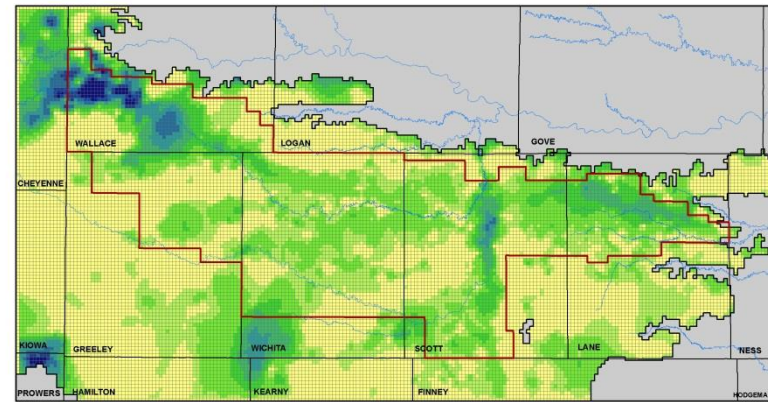 WALLACE
LOGAN
GOVE
CHEYENNE
KIOWA
GREELEY
WICHITA
SCOTT
LANE
NESS
PROWERS
HAMILTON
KEARNY
FINNEY
HODGEMA